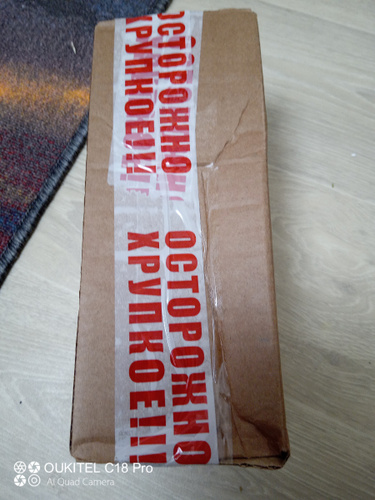 ОСТОРОЖНО
ХРУПКОЕ!!!
ОСТОРОЖНО
ХРУПКОЕ!!!
OUKITEL C18 Pro
AI Quad Camera